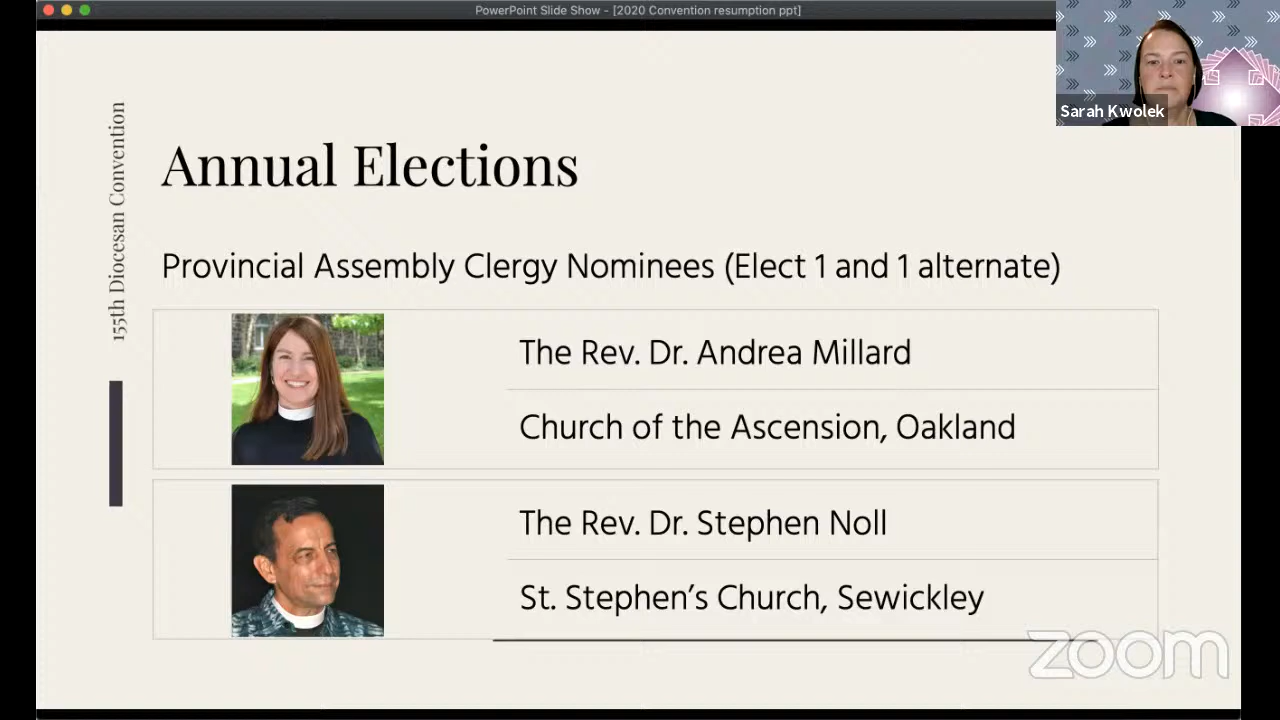 PowerPoint Slide Show - [2020 Convention resumption ppt]
Sarah Kwolek
155th Diocesan Convention
Annual Elections
Provincial Assembly Clergy Nominees (Elect 1 and 1 alternate)
The Rev. Dr. Andrea Millard
Church of the Ascension, Oakland
The Rev. Dr. Stephen Noll
St. Stephen’s Church, Sewickley
zoom